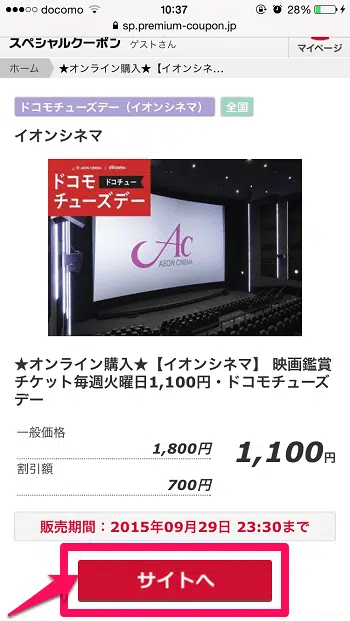 docomo 10:37 28%
sp.premium-coupon.jp
スペシャルクーポン ゲストさん
マイページ
ホーム ★オンライン購入★【イオンシネ...
ドコモチューズデー（イオンシネマ） 全国
イオンシネマ
AEON CINEMA × docomo
ドコモ ドコチュー
チューズデー
Ac
AEON CINEMA
★オンライン購入★【イオンシネマ】 映画鑑賞
チケット毎週火曜日1,100円・ドコモチューズ
デー
一般価格
1,800円
1,100円
割引額
700円
販売期間：2015年09月29日 23:30まで
サイトへ